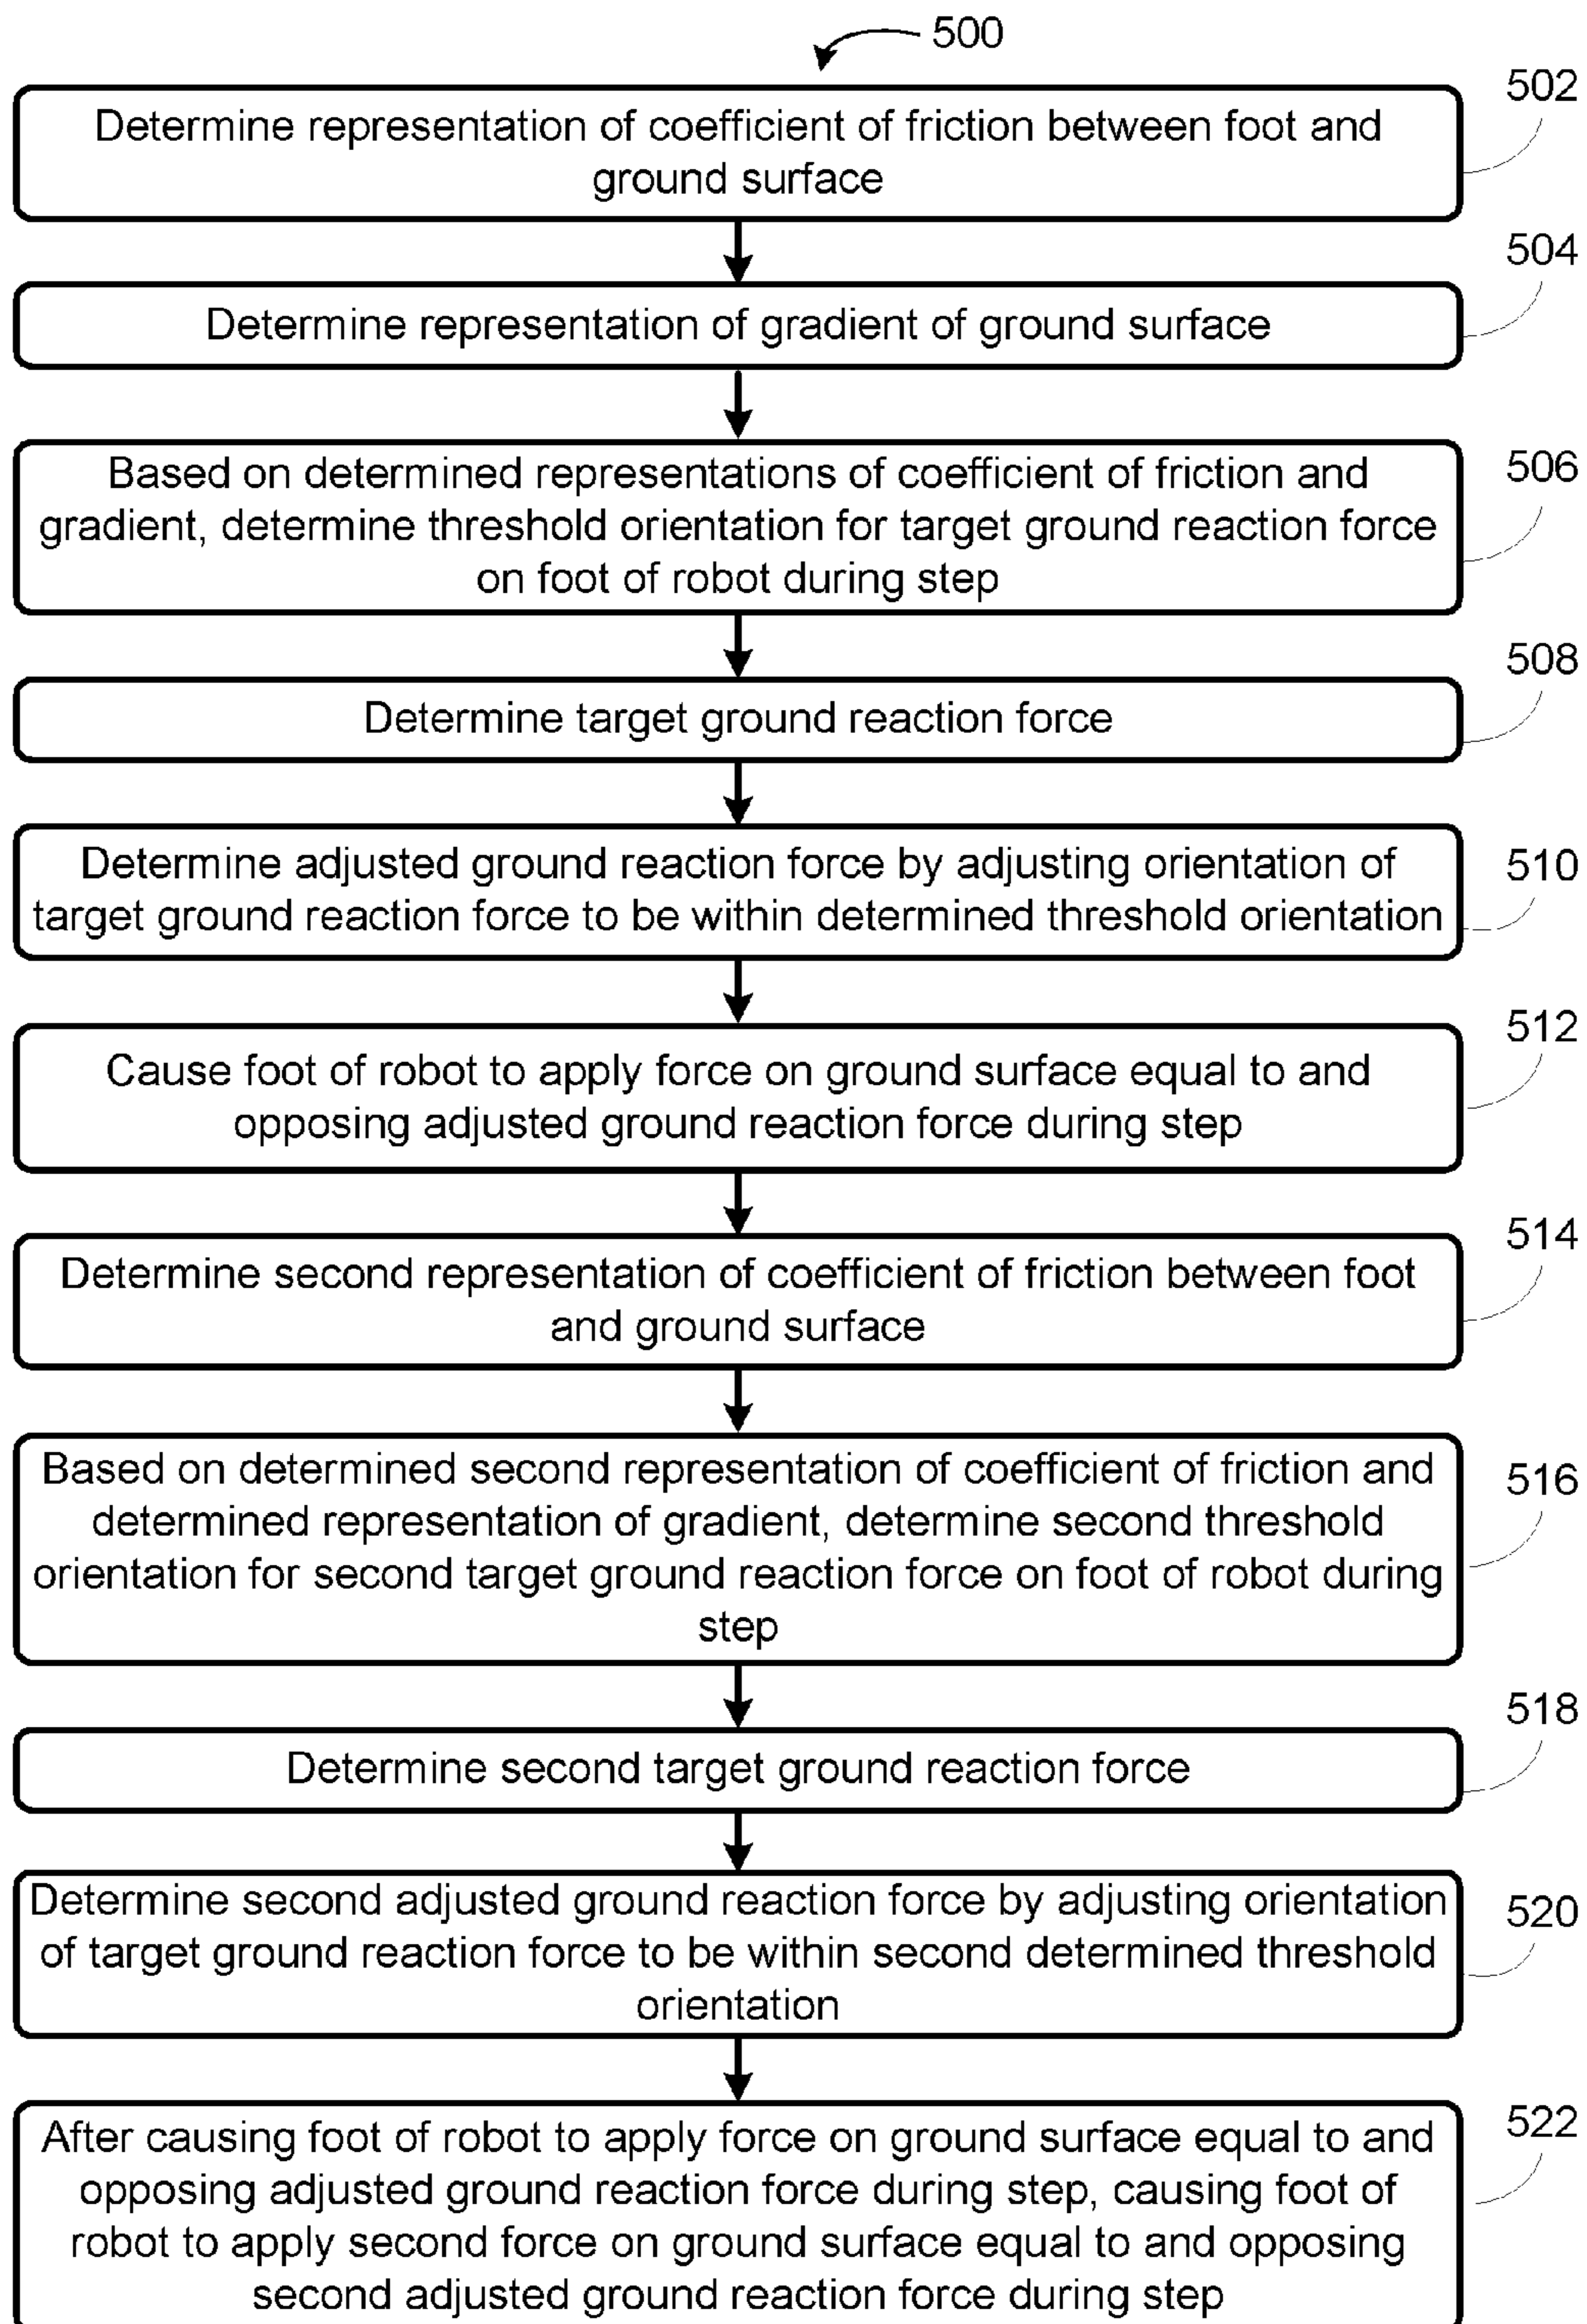 500
502
Determine representation of coefficient of friction between foot and
ground surface
504
Determine representation of gradient of ground surface
506
Based on determined representations of coefficient of friction and
gradient, determine threshold orientation for target ground reaction force
on foot of robot during step
508
Determine target ground reaction force
510
Determine adjusted ground reaction force by adjusting orientation of
target ground reaction force to be within determined threshold orientation
512
Cause foot of robot to apply force on ground surface equal to and
opposing adjusted ground reaction force during step
514
Determine second representation of coefficient of friction between foot
and ground surface
516
Based on determined second representation of coefficient of friction and
determined representation of gradient, determine second threshold
orientation for second target ground reaction force on foot of robot during
step
518
Determine second target ground reaction force
520
Determine second adjusted ground reaction force by adjusting orientation
of target ground reaction force to be within second determined threshold
orientation
522
After causing foot of robot to apply force on ground surface equal to and
opposing adjusted ground reaction force during step, causing foot of
robot to apply second force on ground surface equal to and opposing
second adjusted ground reaction force during step